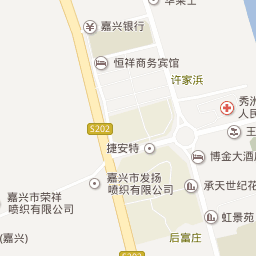 华莱士
嘉兴银行
恒祥商务宾馆
许家浜
秀洲
人民
S202
王
捷安特
博金大酒店
嘉兴市发扬
喷织有限公司
承天世纪花
嘉兴市荣祥
喷织有限公司
虹景苑
(嘉兴)
后富庄
S202